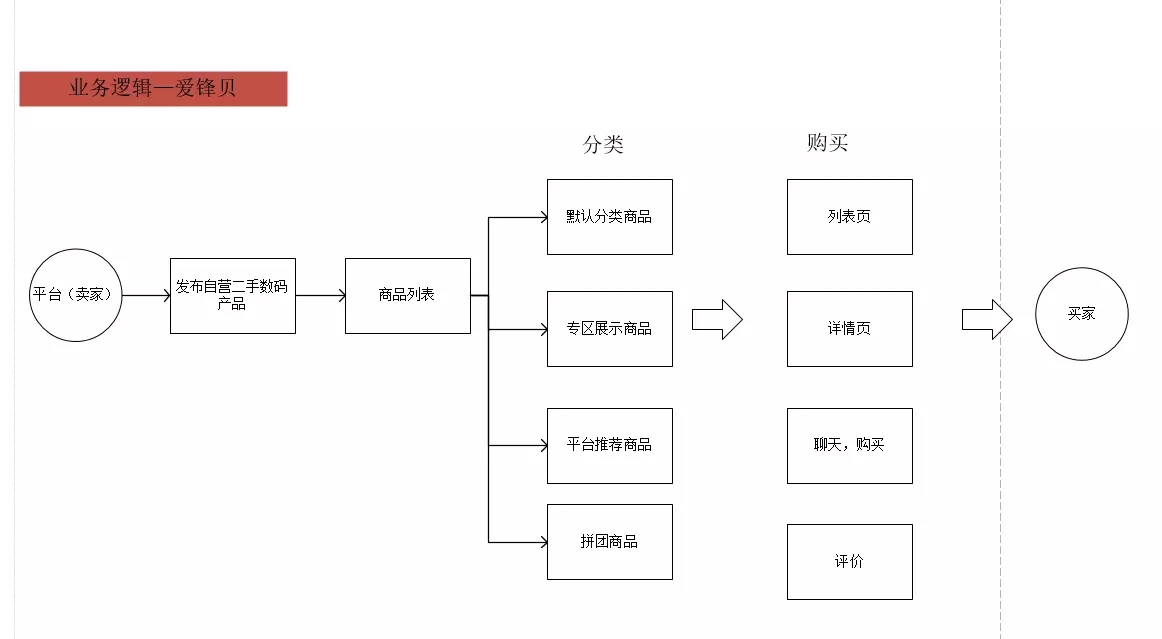 业务逻辑—爱锋贝
分类
购买
平台（卖家）
发布自营二手数码
产品
商品列表
默认分类商品
专区展示商品
平台推荐商品
拼团商品
列表页
详情页
聊天，购买
评价
买家